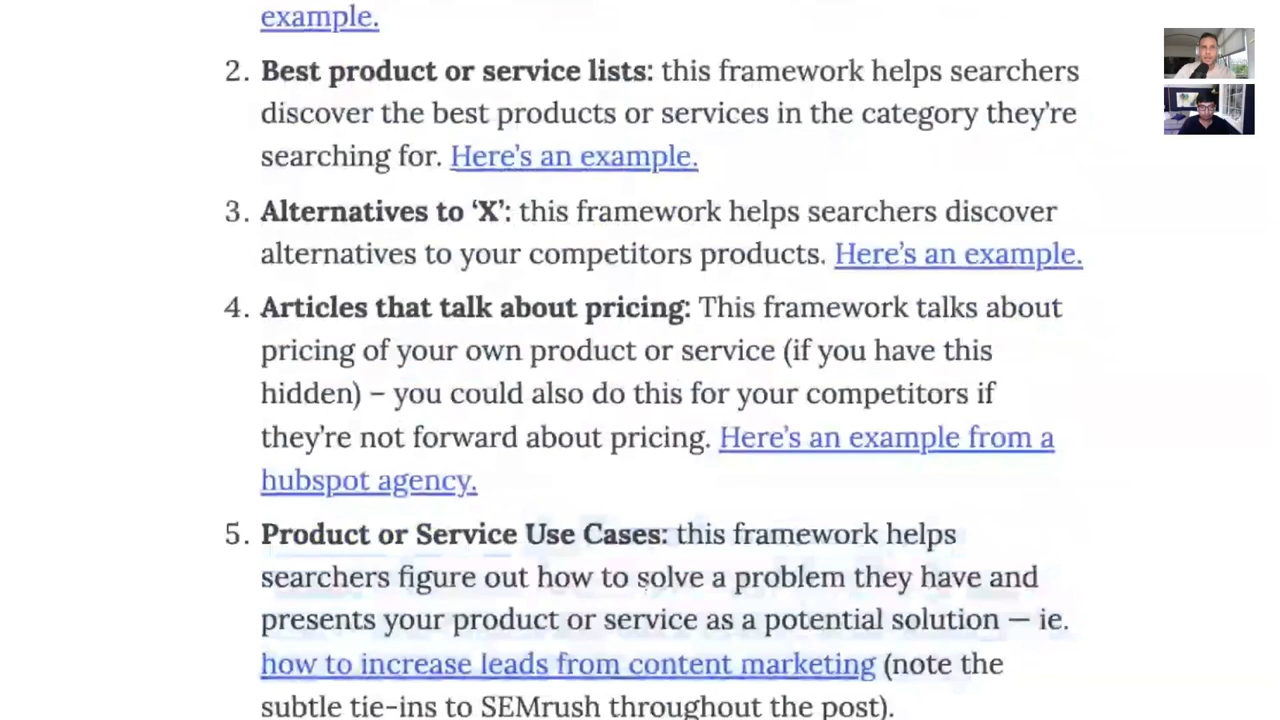 example.
2. Best product or service lists: this framework helps searchers
discover the best products or services in the category they're
searching for. Here's an example.
3. Alternatives to ‘X’: this framework helps searchers discover
alternatives to your competitors products. Here's an example.
4. Articles that talk about pricing: This framework talks about
pricing of your own product or service (if you have this
hidden) – you could also do this for your competitors if
they're not forward about pricing. Here's an example from a
hubspot agency.
5. Product or Service Use Cases: this framework helps
searchers figure out how to solve a problem they have and
presents your product or service as a potential solution — ie.
how to increase leads from content marketing (note the
subtle tie-ins to SEMrush throughout the post).